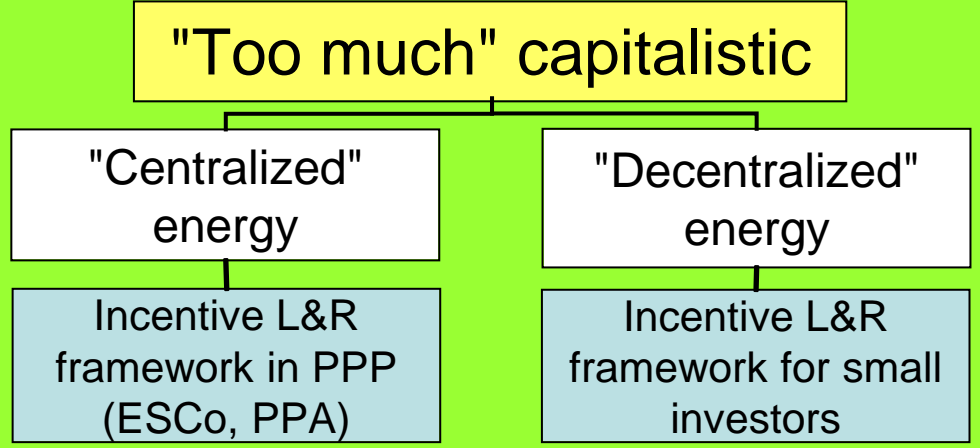 "Too much" capitalistic
"Centralized"
energy
"Decentralized"
energy
Incentive L&R
framework in PPP
(ESCo, PPA)
Incentive L&R
framework for small
investors